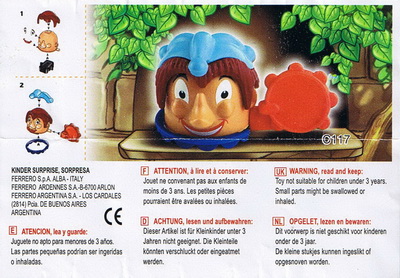 1
2
C117
KINDER SURPRISE, SORPRESA
FERRERO S.p.A. ALBA - ITALY
FERRERO ARDENNES S.A.-B-6700 ARLON
FERRERO ARGENTINA S.A. - LOS CARDALES
(2814) Pcia. DE BUENOS AIRES
ARGENTINA
CE
E ATENCION, lea y guarde:
Juguete no apto para menores de 3 años.
Las partes pequeñas podrían ser ingeridas
o inhaladas.
F ATTENTION, à lire et à conserver:
Jouet ne convenant pas aux enfants de
moins de 3 ans. Les petites pièces
pourraient être avalées ou inhalées.
D ACHTUNG, lesen und aufbewahren:
Dieser Artikel ist für Kleinkinder unter 3
Jahren nicht geeignet. Die Kleinteile
könnten verschluckt oder eingeatmet
werden.
UK WARNING, read and keep:
Toy not suitable for children under 3 years.
Small parts might be swallowed or
inhaled.
NL OPGELET, lezen en bewaren:
Dit voorwerp is niet geschikt voor kinderen
onder de 3 jaar.
De kleine stukjes kunnen ingeslikt of
opgesnoven worden.